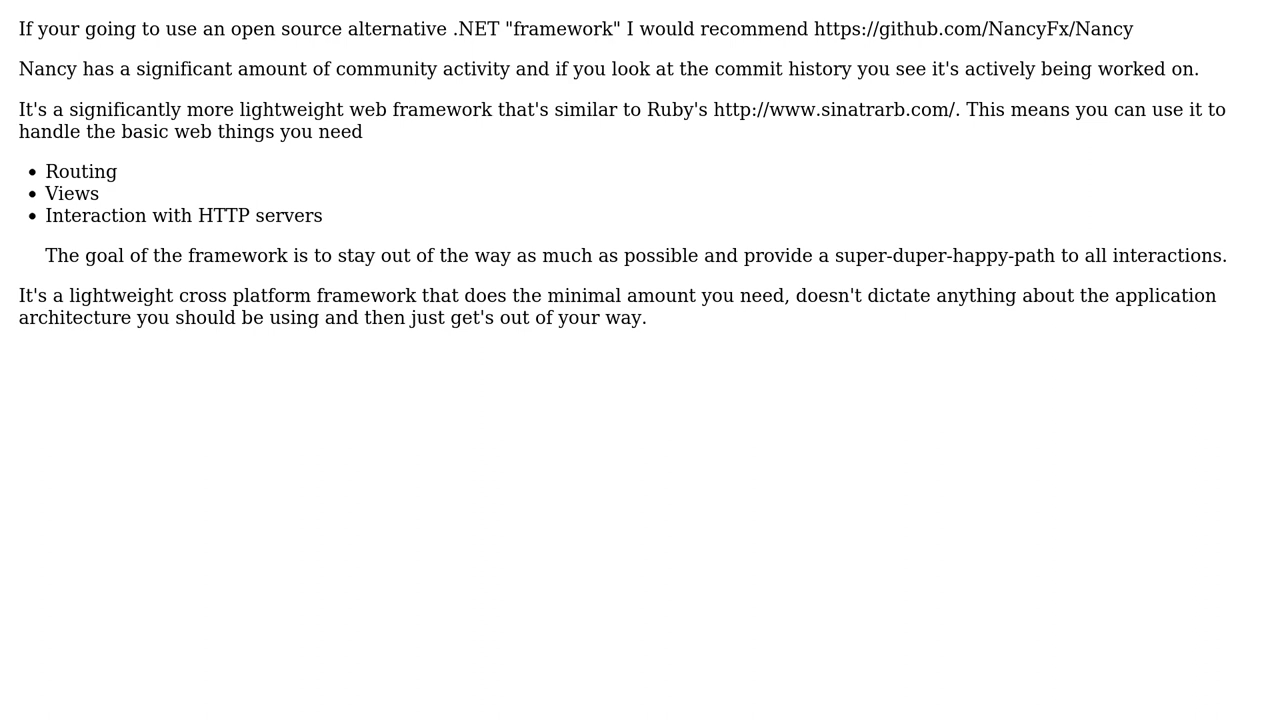 If your going to use an open source alternative .NET "framework" I would recommend https://github.com/NancyFx/Nancy
Nancy has a significant amount of community activity and if you look at the commit history you see it's actively being worked on.
It's a significantly more lightweight web framework that's similar to Ruby's http://www.sinatrarb.com/. This means you can use it to
handle the basic web things you need
• Routing
• Views
• Interaction with HTTP servers
The goal of the framework is to stay out of the way as much as possible and provide a super-duper-happy-path to all interactions.
It's a lightweight cross platform framework that does the minimal amount you need, doesn't dictate anything about the application
architecture you should be using and then just get's out of your way.